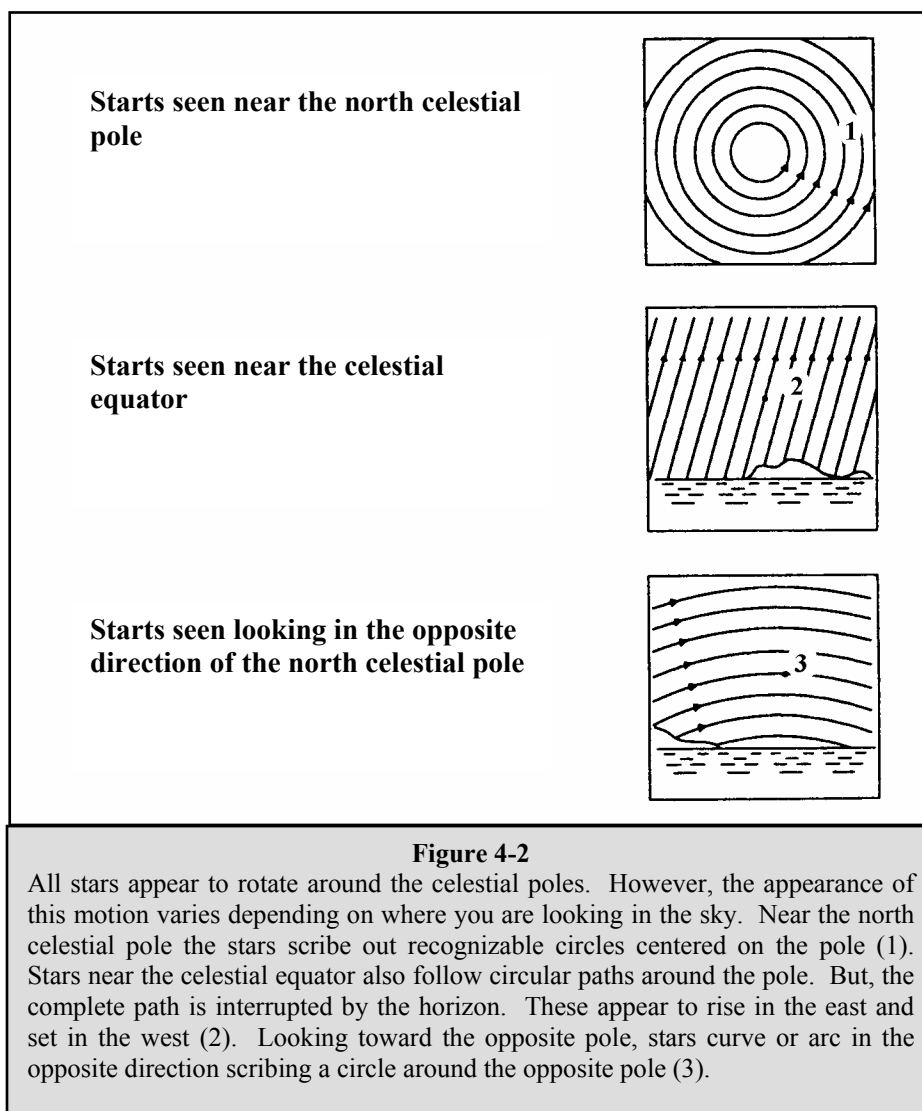 Starts seen near the north celestial
pole
1
Starts seen near the celestial
equator
2
Starts seen looking in the opposite
direction of the north celestial pole
3
Figure 4-2
All stars appear to rotate around the celestial poles. However, the appearance of
this motion varies depending on where you are looking in the sky. Near the north
celestial pole the stars scribe out recognizable circles centered on the pole (1).
Stars near the celestial equator also follow circular paths around the pole. But, the
complete path is interrupted by the horizon. These appear to rise in the east and
set in the west (2). Looking toward the opposite pole, stars curve or arc in the
opposite direction scribing a circle around the opposite pole (3).